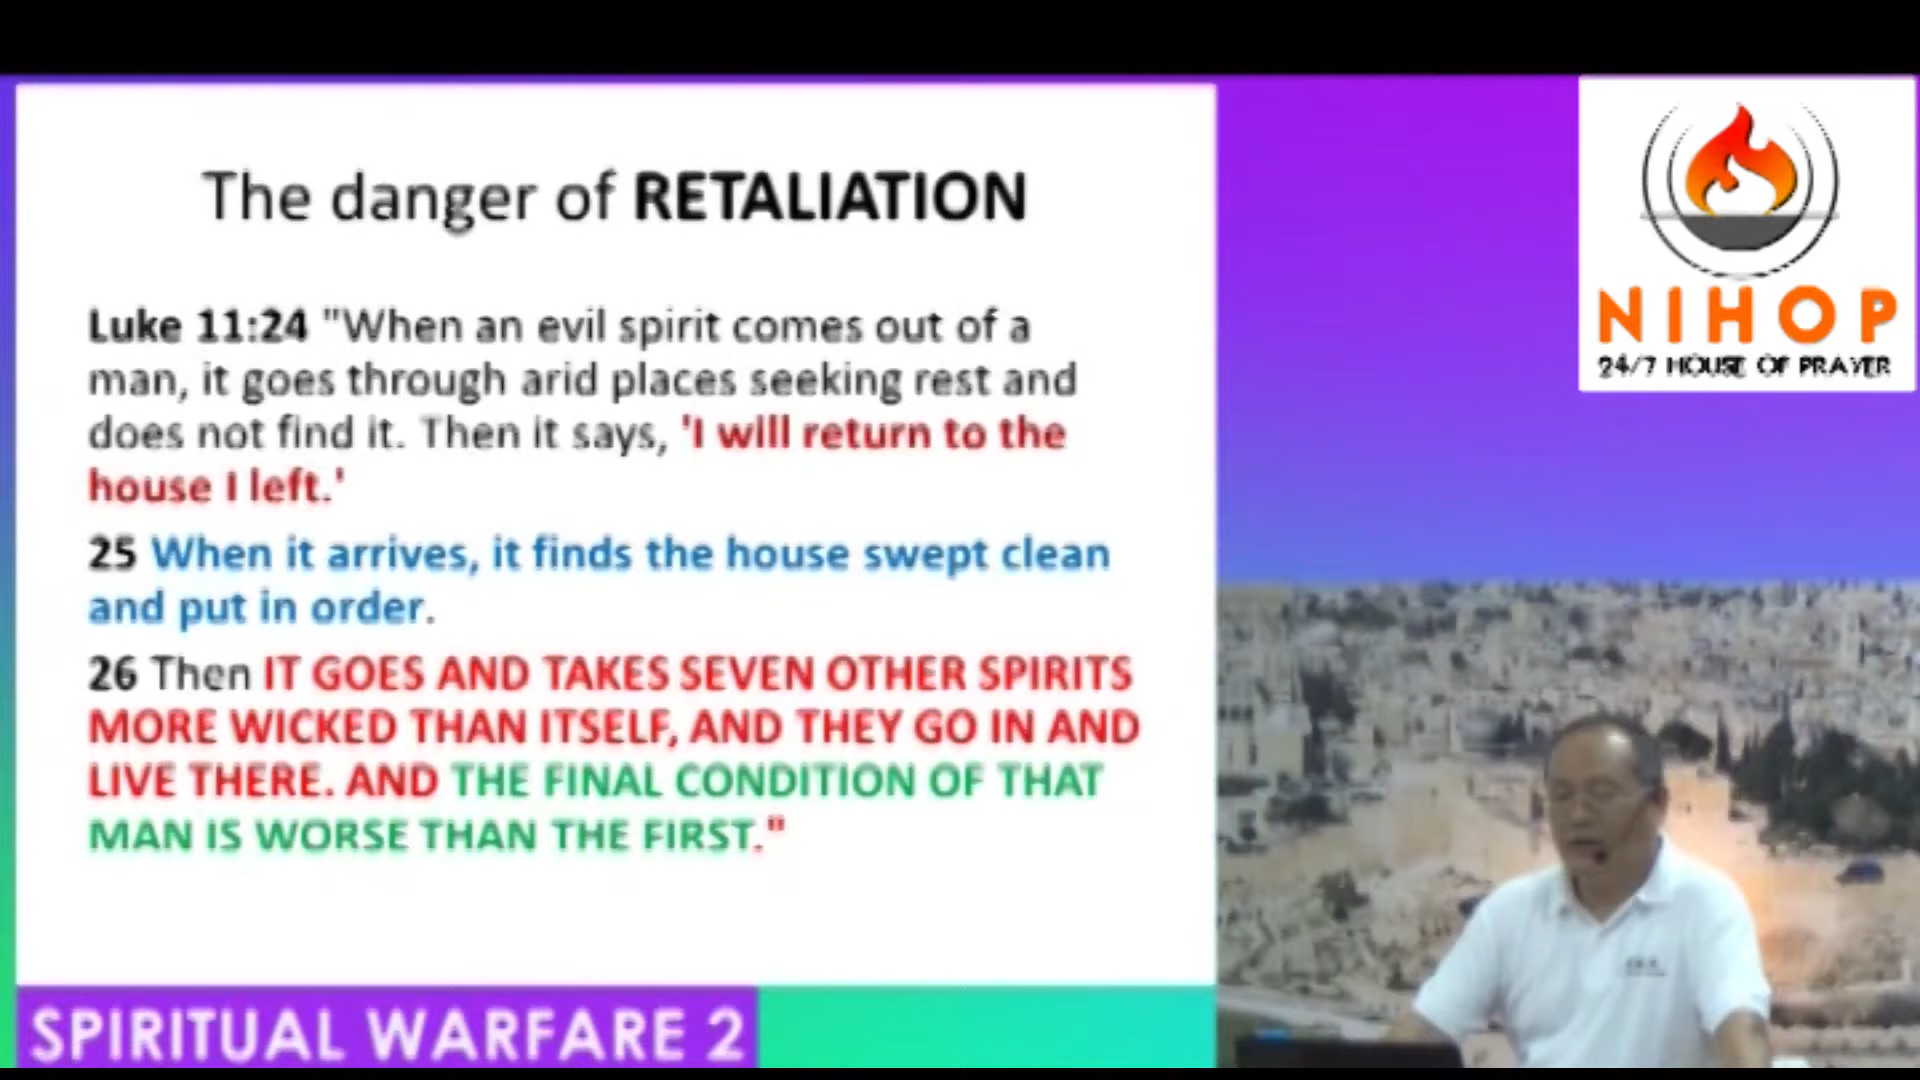 The danger of RETALIATION
Luke 11:24 "When an evil spirit comes out of a
man, it goes through arid places seeking rest and
does not find it. Then it says, 'I will return to the
house I left.'
25 When it arrives, it finds the house swept clean
and put in order.
26 Then IT GOES AND TAKES SEVEN OTHER SPIRITS
MORE WICKED THAN ITSELF, AND THEY GO IN AND
LIVE THERE. AND THE FINAL CONDITION OF THAT
MAN IS WORSE THAN THE FIRST."
SPIRITUAL WARFARE 2
NIHOP
24/7 HOUSE OF PRAYER